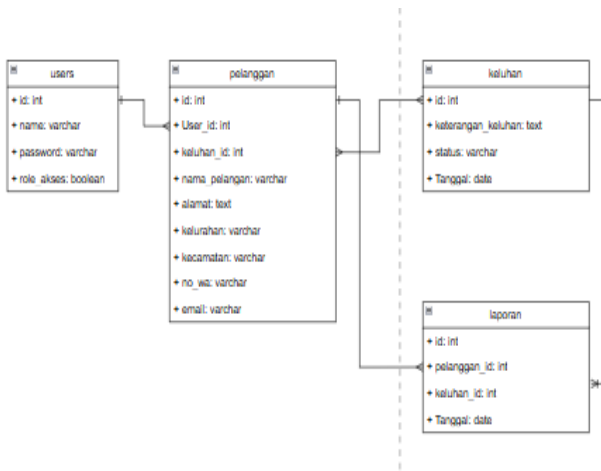 users
+ id: int
+ name: varchar
+ password: varchar
+ role_akses: boolean
pelanggan
+ id: int
+ User_id: int
+ keluhan_id: int
+ nama_pelangan: varchar
+ alamat: text
+ kelurahan: varchar
+ kecamatan: varchar
+ no_wa: varchar
+ email: varchar
keluhan
+ id: int
+ keterangan_keluhan: text
+ status: varchar
+ Tanggal: date
laporan
+ id: int
+ pelanggan_id: int
+ keluhan_id: int
+ Tanggal: date